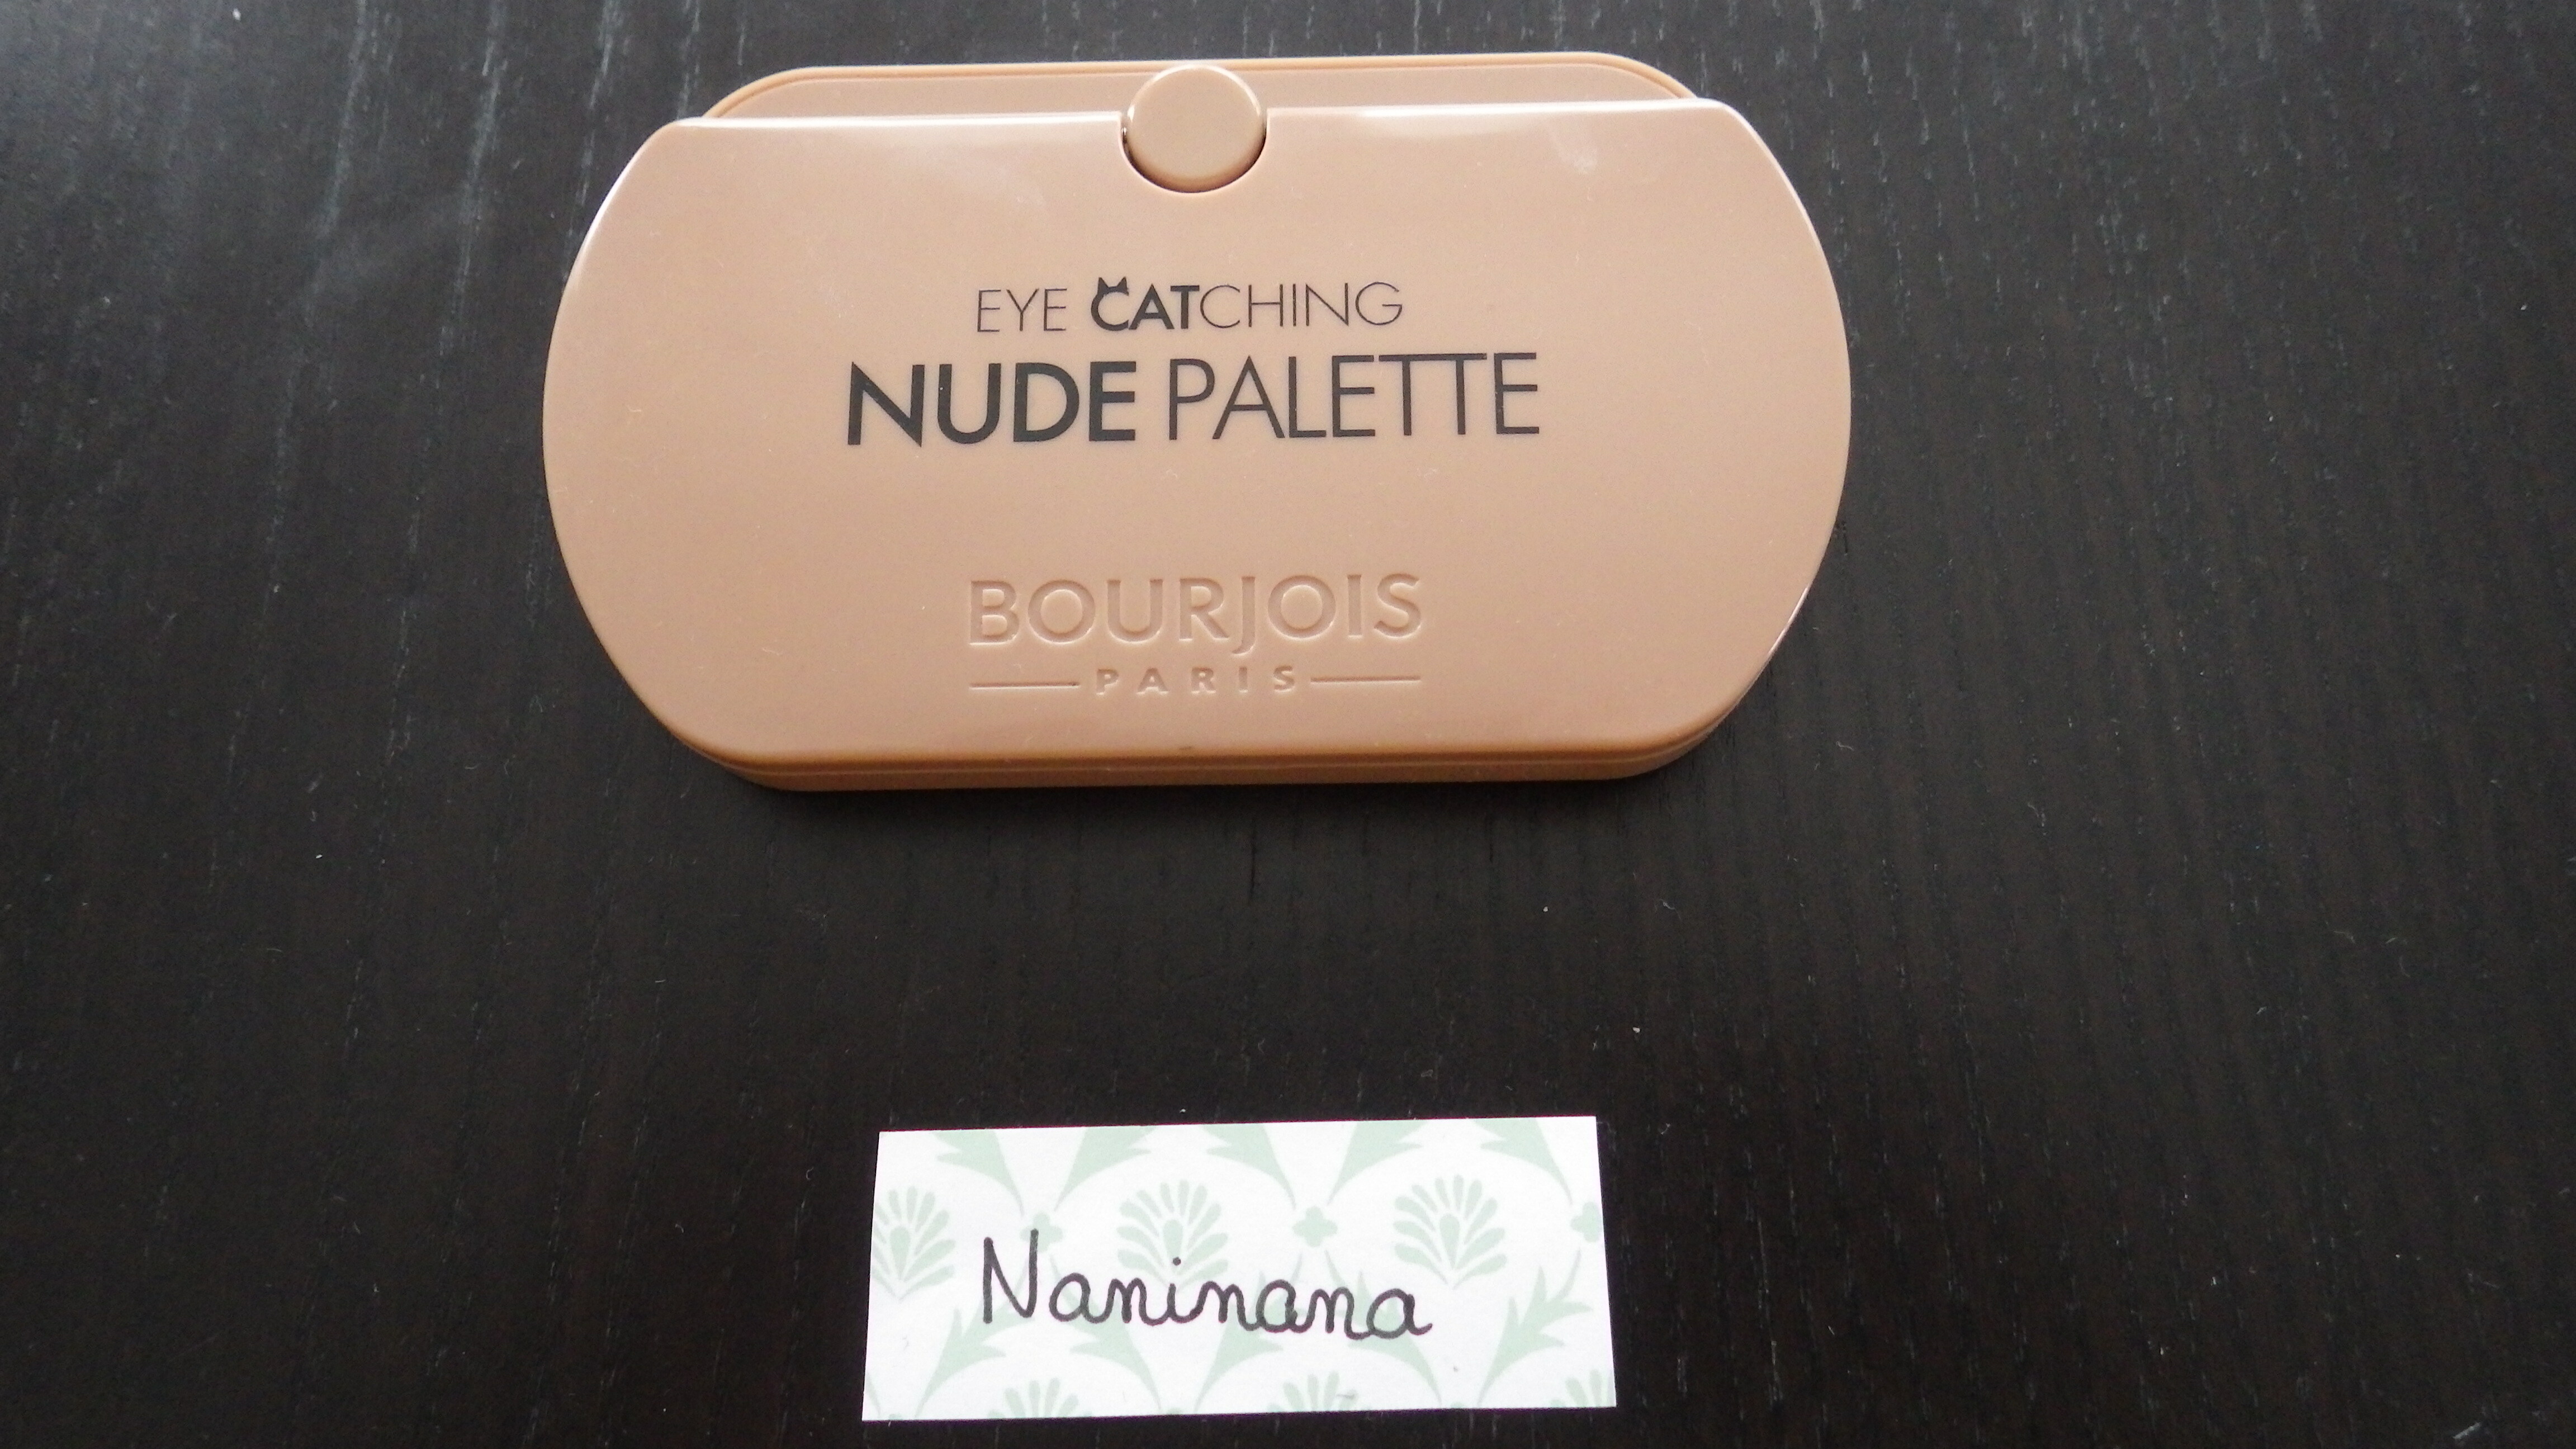 EYE CATCHING
NUDE PALETTE
BOURJOIS
PARIS
Naninana